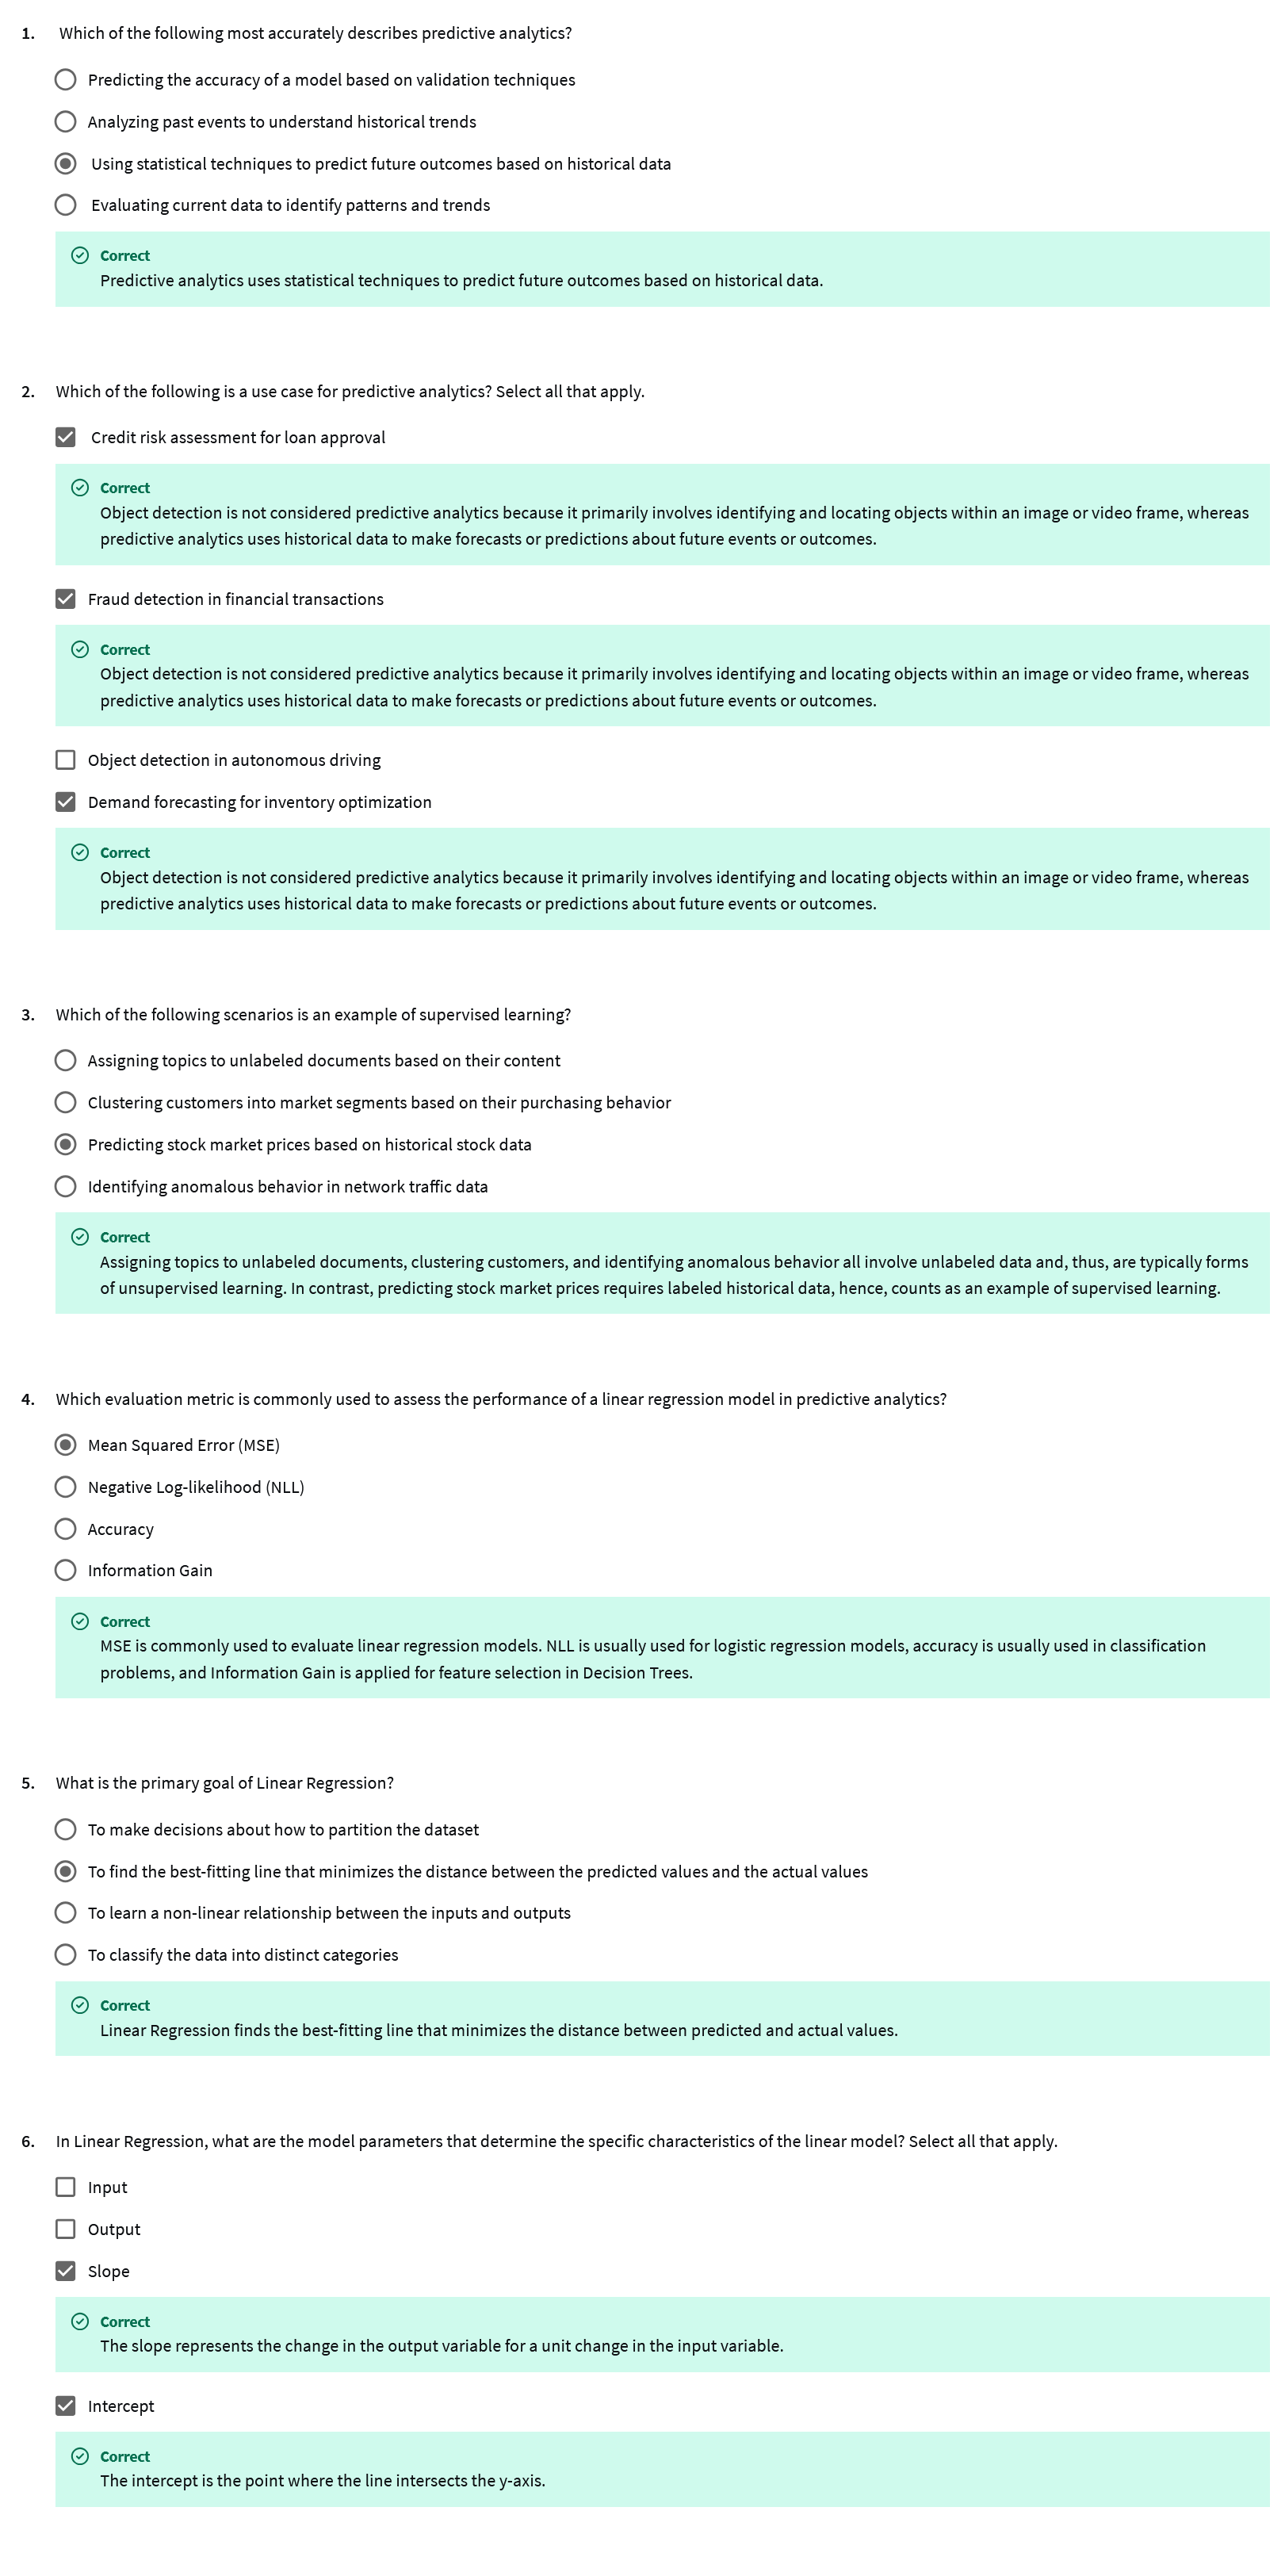 1. Which of the following most accurately describes predictive analytics?
Predicting the accuracy of a model based on validation techniques
Analyzing past events to understand historical trends
Using statistical techniques to predict future outcomes based on historical data
Evaluating current data to identify patterns and trends
Correct
Predictive analytics uses statistical techniques to predict future outcomes based on historical data.
2. Which of the following is a use case for predictive analytics? Select all that apply.
Credit risk assessment for loan approval
Correct
Object detection is not considered predictive analytics because it primarily involves identifying and locating objects within an image or video frame, whereas
predictive analytics uses historical data to make forecasts or predictions about future events or outcomes.
Fraud detection in financial transactions
Correct
Object detection is not considered predictive analytics because it primarily involves identifying and locating objects within an image or video frame, whereas
predictive analytics uses historical data to make forecasts or predictions about future events or outcomes.
Object detection in autonomous driving
Demand forecasting for inventory optimization
Correct
Object detection is not considered predictive analytics because it primarily involves identifying and locating objects within an image or video frame, whereas
predictive analytics uses historical data to make forecasts or predictions about future events or outcomes.
3. Which of the following scenarios is an example of supervised learning?
Assigning topics to unlabeled documents based on their content
Clustering customers into market segments based on their purchasing behavior
Predicting stock market prices based on historical stock data
Identifying anomalous behavior in network traffic data
Correct
Assigning topics to unlabeled documents, clustering customers, and identifying anomalous behavior all involve unlabeled data and, thus, are typically forms
of unsupervised learning. In contrast, predicting stock market prices requires labeled historical data, hence, counts as an example of supervised learning.
4. Which evaluation metric is commonly used to assess the performance of a linear regression model in predictive analytics?
Mean Squared Error (MSE)
Negative Log-likelihood (NLL)
Accuracy
Information Gain
Correct
MSE is commonly used to evaluate linear regression models. NLL is usually used for logistic regression models, accuracy is usually used in classification
problems, and Information Gain is applied for feature selection in Decision Trees.
5. What is the primary goal of Linear Regression?
To make decisions about how to partition the dataset
To find the best-fitting line that minimizes the distance between the predicted values and the actual values
To learn a non-linear relationship between the inputs and outputs
To classify the data into distinct categories
Correct
Linear Regression finds the best-fitting line that minimizes the distance between predicted and actual values.
6. In Linear Regression, what are the model parameters that determine the specific characteristics of the linear model? Select all that apply.
Input
Output
Slope
Correct
The slope represents the change in the output variable for a unit change in the input variable.
Intercept
Correct
The intercept is the point where the line intersects the y-axis.